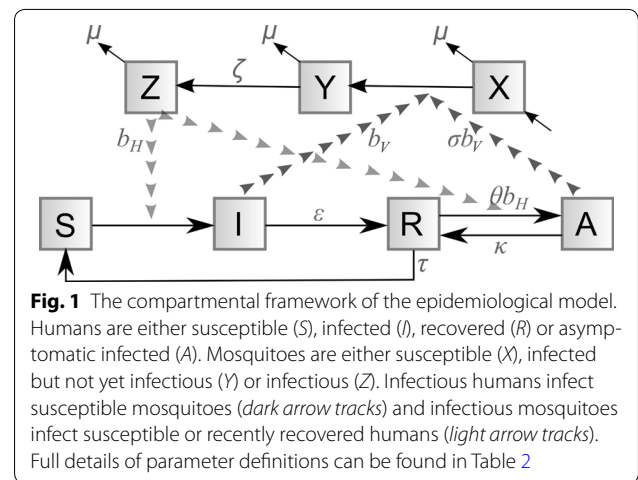 μ μ μ
Z ζ Y X
b_H b_V σb_V
S I ε R θb_H A
κ
τ
Fig. 1 The compartmental framework of the epidemiological model.
Humans are either susceptible (S), infected (I), recovered (R) or asymp-
tomatic infected (A). Mosquitoes are either susceptible (X), infected
but not yet infectious (Y) or infectious (Z). Infectious humans infect
susceptible mosquitoes (dark arrow tracks) and infectious mosquitoes
infect susceptible or recently recovered humans (light arrow tracks).
Full details of parameter definitions can be found in Table 2